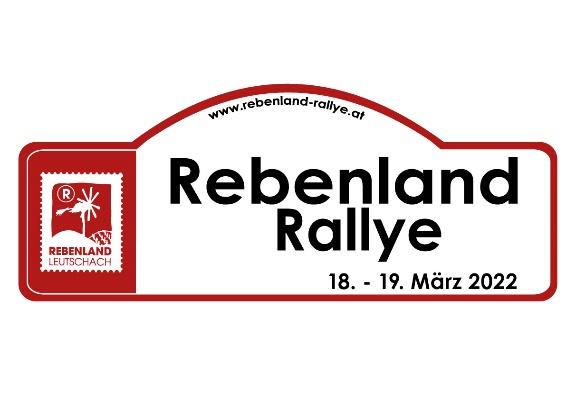 www.rebenland-rallye.at
Rebenland
Rallye
18. - 19. März 2022
®
REBENLAND
LEUTSCHACH